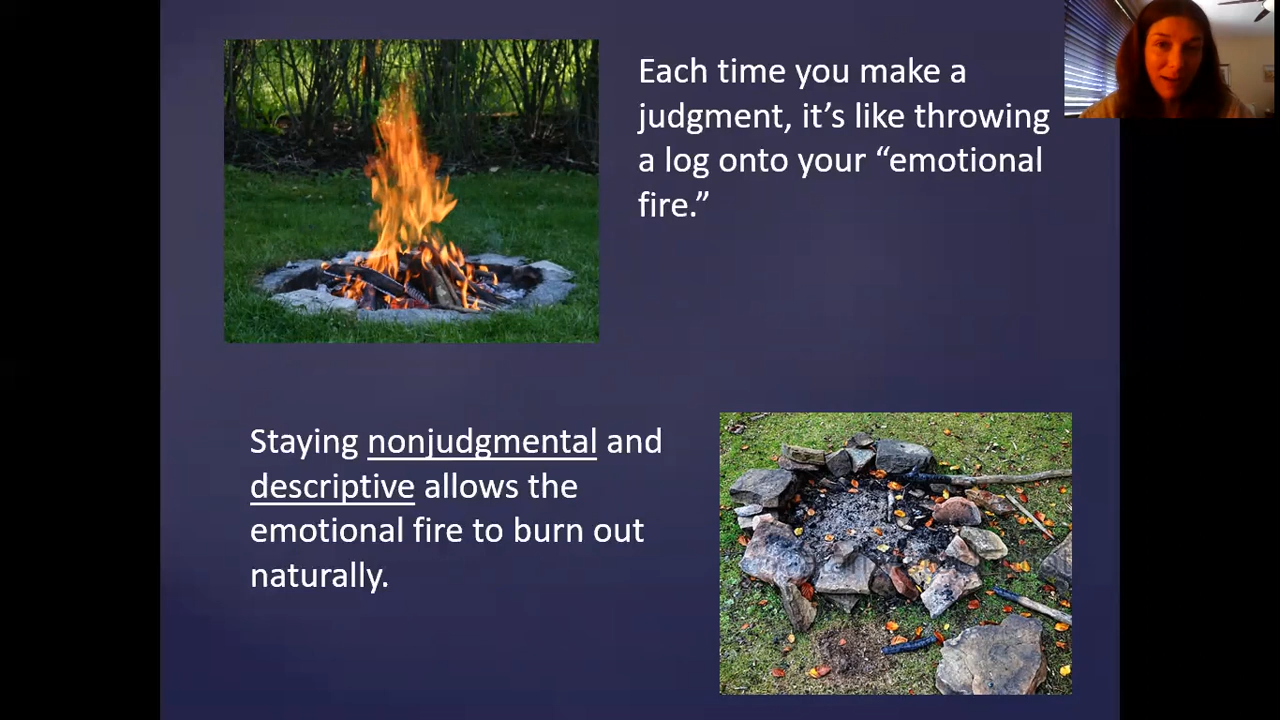 Each time you make a
judgment, it’s like throwing
a log onto your “emotional
fire.”
Staying nonjudgmental and
descriptive allows the
emotional fire to burn out
naturally.